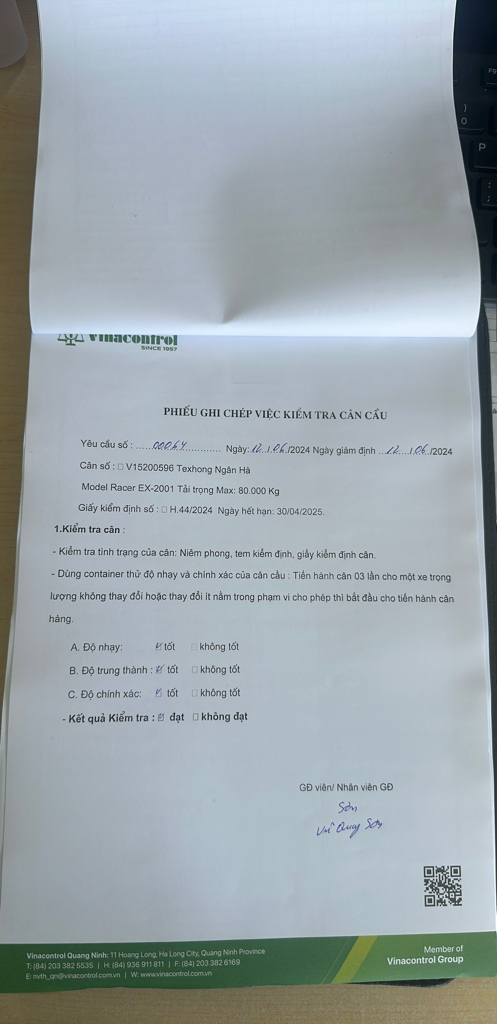 vinacontrol
SINCE 1957
PHIẾU GHI CHÉP VIỆC KIỂM TRA CÂN CẦU
Yêu cầu số : .....00064............ Ngày:12./.06./2024 Ngày giám định ...12..../.06./2024
Cân số : □ V15200596 Texhong Ngân Hà
Model Racer EX-2001 Tải trọng Max: 80.000 Kg
Giấy kiểm định số : □ H.44/2024 Ngày hết hạn: 30/04/2025.
1.Kiểm tra cân :
- Kiểm tra tình trạng của cân: Niêm phong, tem kiểm định, giấy kiểm định cân.
- Dùng container thử độ nhạy và chính xác của cân cầu : Tiến hành cân 03 lần cho một xe trọng
lượng không thay đổi hoặc thay đổi ít nằm trong phạm vi cho phép thì bắt đầu cho tiến hành cân
hàng.
A. Độ nhạy: ☑ tốt □ không tốt
B. Độ trung thành : ☑ tốt □ không tốt
C. Độ chính xác: ☑ tốt □ không tốt
- Kết quả Kiểm tra : ☑ đạt □ không đạt
GĐ viên/ Nhân viên GĐ
Sơn
Vũ Quang Sơn
Vinacontrol Quang Ninh: 11 Hoang Long, Ha Long City, Quang Ninh Province
T: (84) 203 382 5535 | H: (84) 936 911 811 | F: (84) 203 382 6169
E: nvth_qn@vinacontrol.com.vn | W: www.vinacontrol.com.vn
Member of
Vinacontrol Group
F9
)
0
P